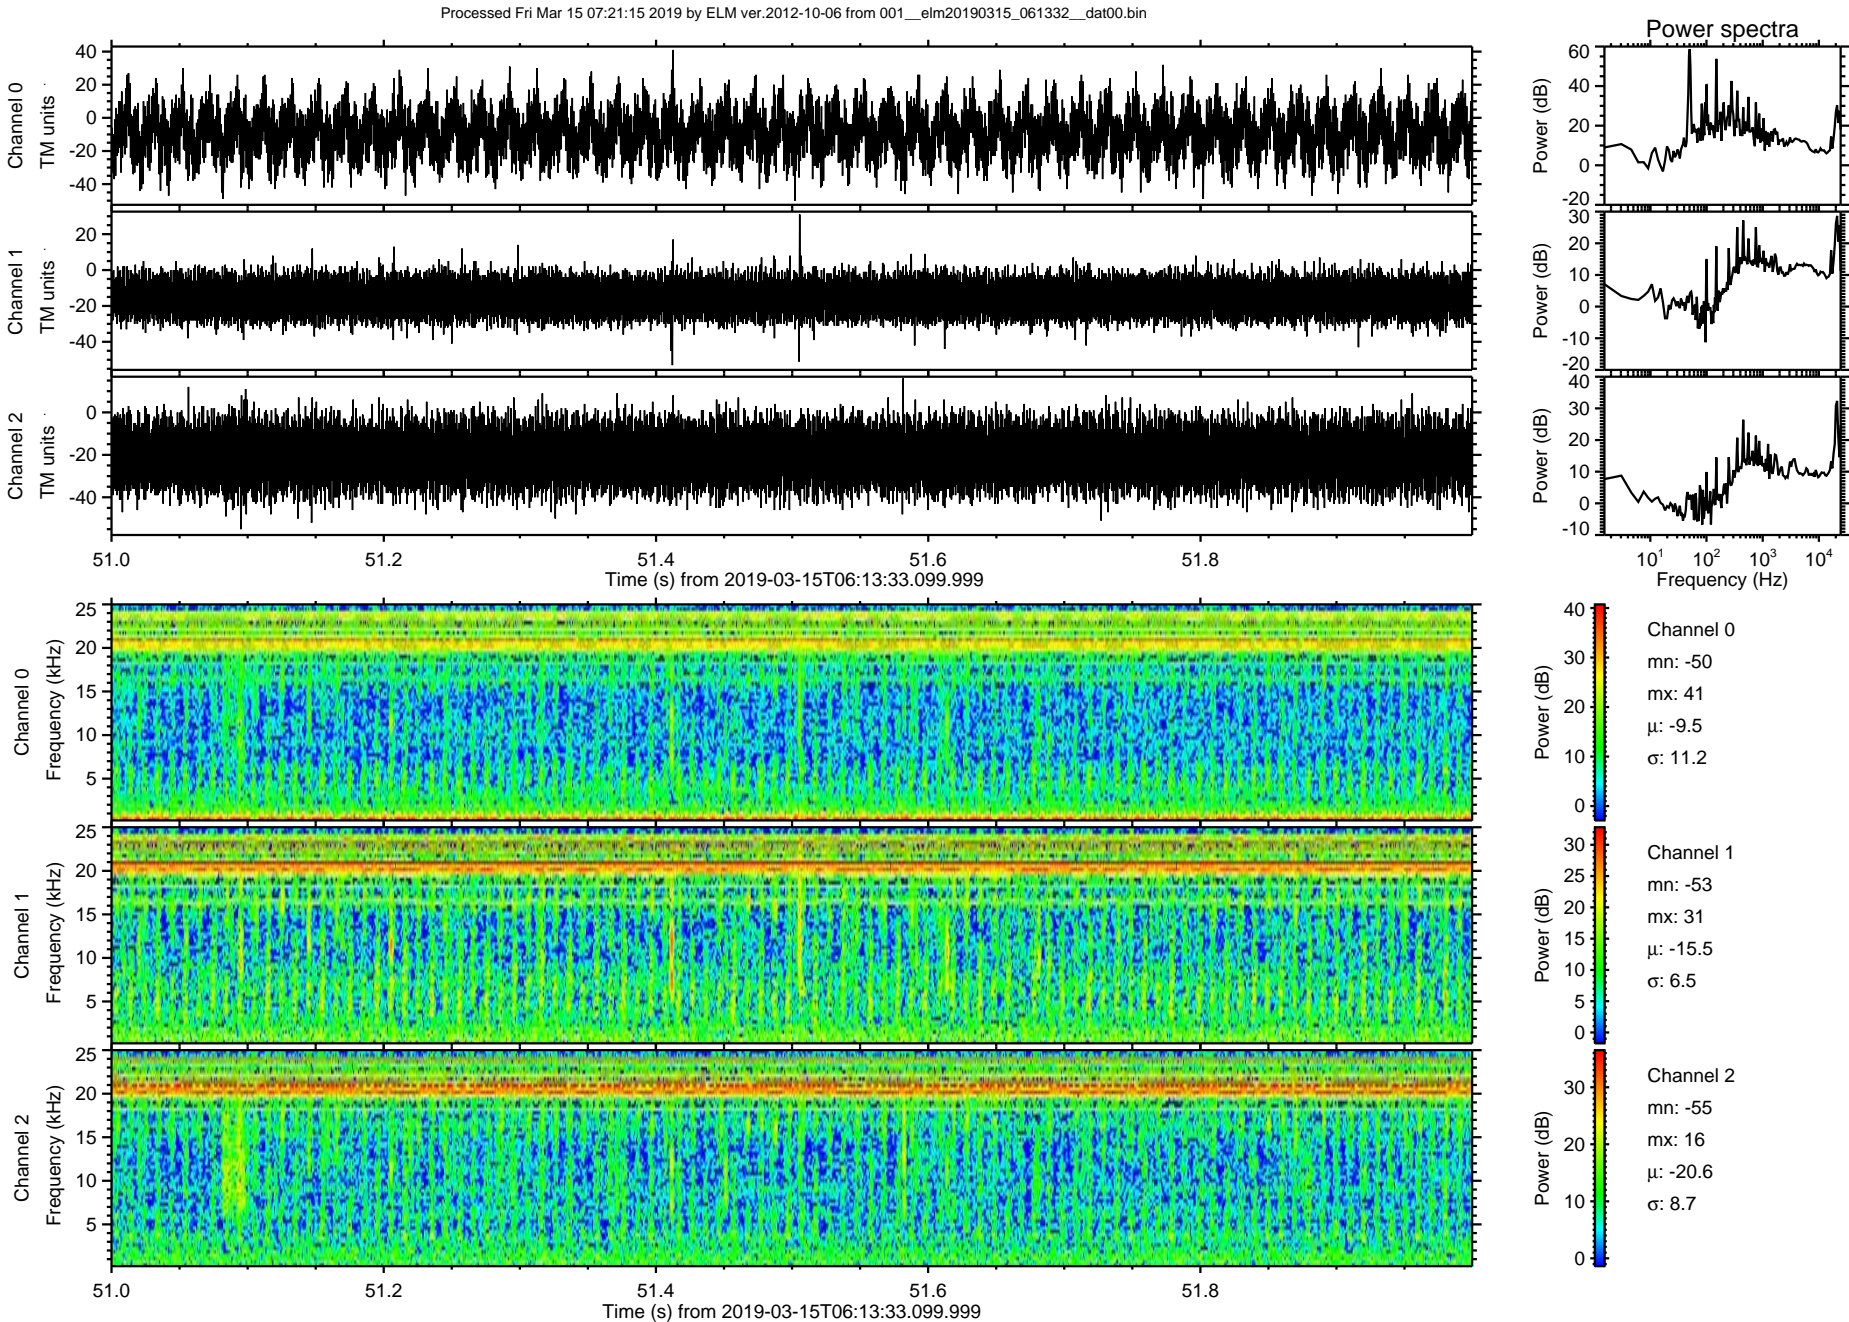 Processed Fri Mar 15 07:21:15 2019 by ELM ver.2012-10-06 from 001__elm20190315_061332__dat00.bin
Power spectra
Channel 0
TM units
40
20
0
-20
-40
Power (dB)
60
40
20
0
-20
Channel 1
TM units
20
0
-20
-40
Power (dB)
30
20
10
0
-10
-20
Channel 2
TM units
0
-20
-40
Power (dB)
40
30
20
10
0
-10
51.0 51.2 51.4 51.6 51.8
Time (s) from 2019-03-15T06:13:33.099.999
10¹ 10² 10³ 10⁴
Frequency (Hz)
Channel 0
Frequency (kHz)
25
20
15
10
5
Power (dB)
40
30
20
10
0
Channel 0
mn: -50
mx: 41
μ: -9.5
σ: 11.2
Channel 1
Frequency (kHz)
25
20
15
10
5
Power (dB)
30
25
20
15
10
5
0
Channel 1
mn: -53
mx: 31
μ: -15.5
σ: 6.5
Channel 2
Frequency (kHz)
25
20
15
10
5
Power (dB)
30
20
10
0
Channel 2
mn: -55
mx: 16
μ: -20.6
σ: 8.7
51.0 51.2 51.4 51.6 51.8
Time (s) from 2019-03-15T06:13:33.099.999